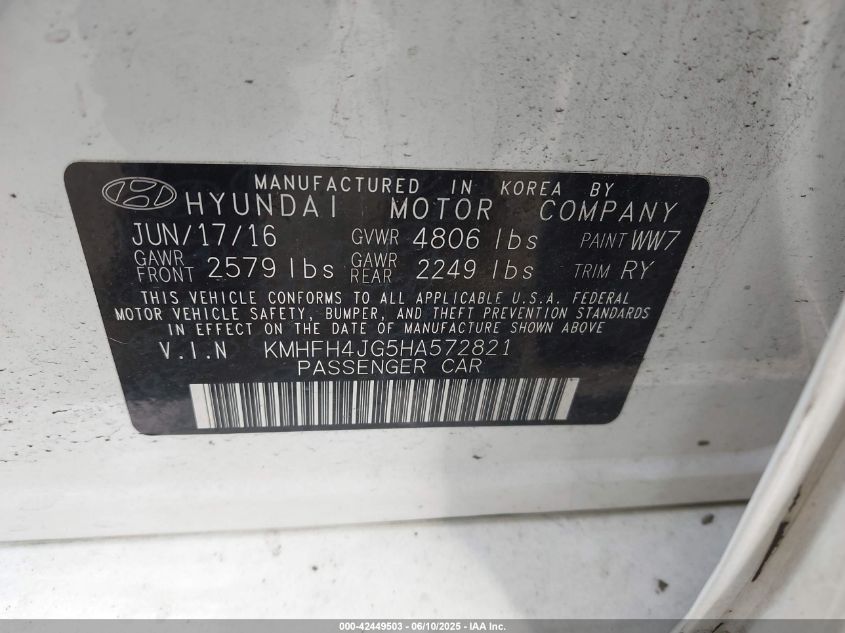 MANUFACTURED IN KOREA BY
HYUNDAI MOTOR COMPANY
JUN/17/16 GVWR 4806 lbs PAINT WW7
GAWR FRONT 2579 lbs GAWR REAR 2249 lbs TRIM RY
THIS VEHICLE CONFORMS TO ALL APPLICABLE U.S.A. FEDERAL
MOTOR VEHICLE SAFETY, BUMPER, AND THEFT PREVENTION STANDARDS
IN EFFECT ON THE DATE OF MANUFACTURE SHOWN ABOVE
V.I.N KMHFH4JG5HA572821
PASSENGER CAR
000-42449503 - 06/10/2025 - IAA Inc.